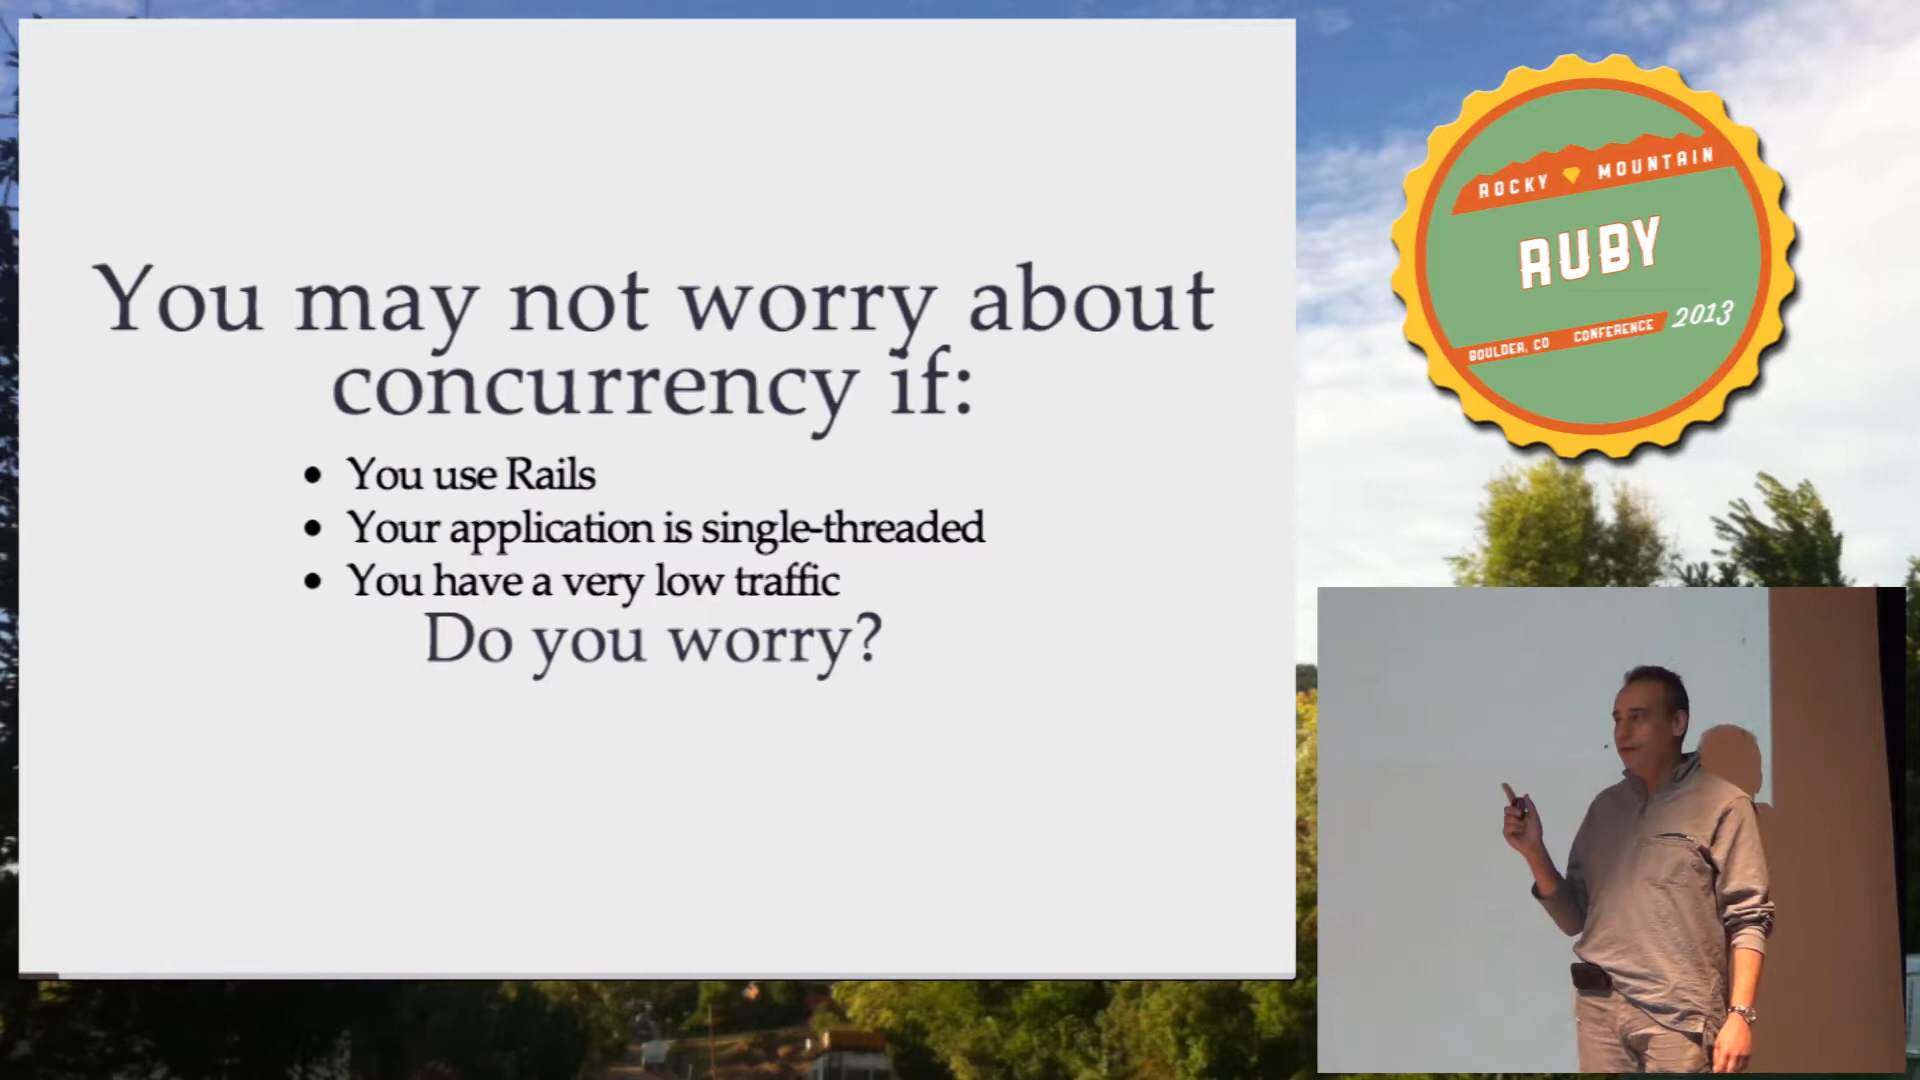 You may not worry about
concurrency if:
• You use Rails
• Your application is single-threaded
• You have a very low traffic
Do you worry?
ROCKY MOUNTAIN
RUBY
BOULDER, CO CONFERENCE 2013